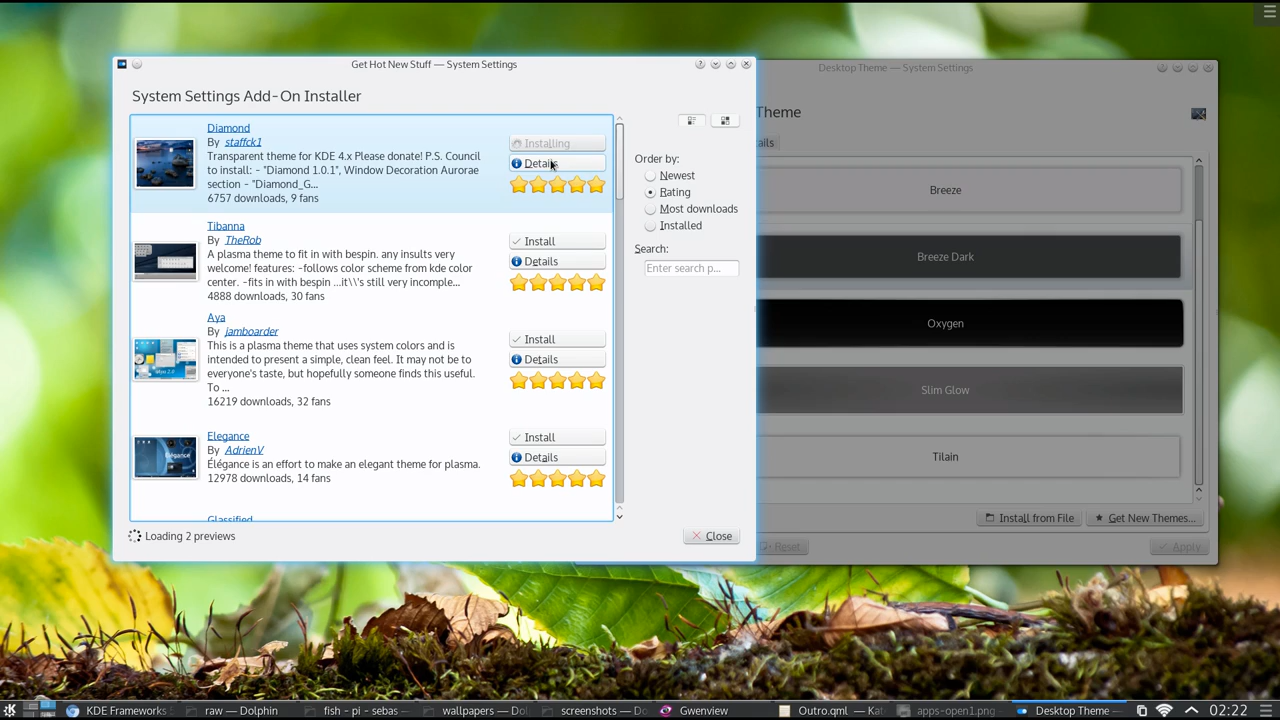 Get Hot New Stuff — System Settings
System Settings Add-On Installer
Diamond
By staffck1
Transparent theme for KDE 4.x Please donate! P.S. Council
to install: - "Diamond 1.0.1", Window Decoration Aurorae
section - "Diamond_G...
6757 downloads, 9 fans
Installing
Details
Tibanna
By TheRob
A plasma theme to fit in with bespin. any insults very
welcome! features: -follows color scheme from kde color
center. -fits in with bespin ...it\\'s still very incomple...
4888 downloads, 30 fans
Install
Details
Aya
By jamboarder
This is a plasma theme that uses system colors and is
intended to present a simple, clean feel. It may not be to
everyone's taste, but hopefully someone finds this useful.
To ...
16219 downloads, 32 fans
Install
Details
Elegance
By AdrienV
Élégance is an effort to make an elegant theme for plasma.
12978 downloads, 14 fans
Install
Details
Glassified
Order by:
Newest
Rating
Most downloads
Installed
Search:
Enter search p...
Loading 2 previews
Close
Desktop Theme — System Settings
Theme
ails
Breeze
Breeze Dark
Oxygen
Slim Glow
Tilain
Install from File
Get New Themes...
Reset
Apply
KDE Frameworks
raw — Dolphin
fish - pi - sebas
wallpapers — Dol
screenshots — Dol
Gwenview
Outro.qml — Kat
apps-open1.png
Desktop Theme —
02:22